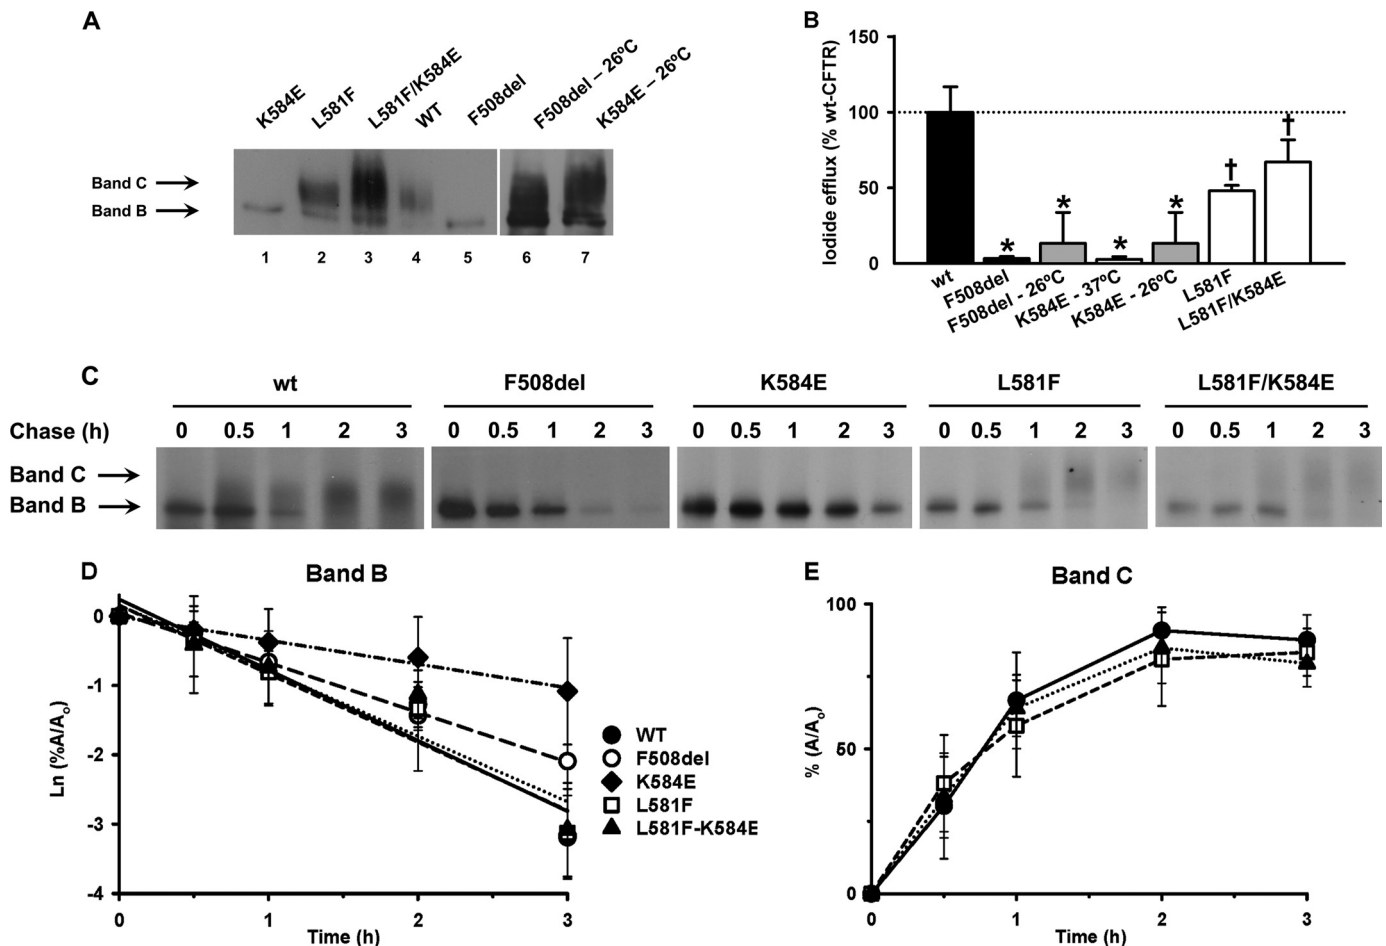 A
K584E
L581F
L581F/K584E
WT
F508del
F508del – 26ºC
K584E – 26ºC
Band C
Band B
1 2 3 4 5 6 7
B
Iodide efflux (% wt-CFTR)
150
100
50
0
wt
F508del
F508del - 26ºC
K584E - 37ºC
K584E - 26ºC
L581F
L581F/K584E
* * * * † †
C
wt F508del K584E L581F L581F/K584E
Chase (h) 0 0.5 1 2 3 0 0.5 1 2 3 0 0.5 1 2 3 0 0.5 1 2 3 0 0.5 1 2 3
Band C
Band B
D
Band B
Ln (%A/Ao)
0
-1
-2
-3
-4
0 1 2 3
Time (h)
WT
F508del
K584E
L581F
L581F-K584E
E
Band C
% (A/Ao)
100
50
0
0 1 2 3
Time (h)